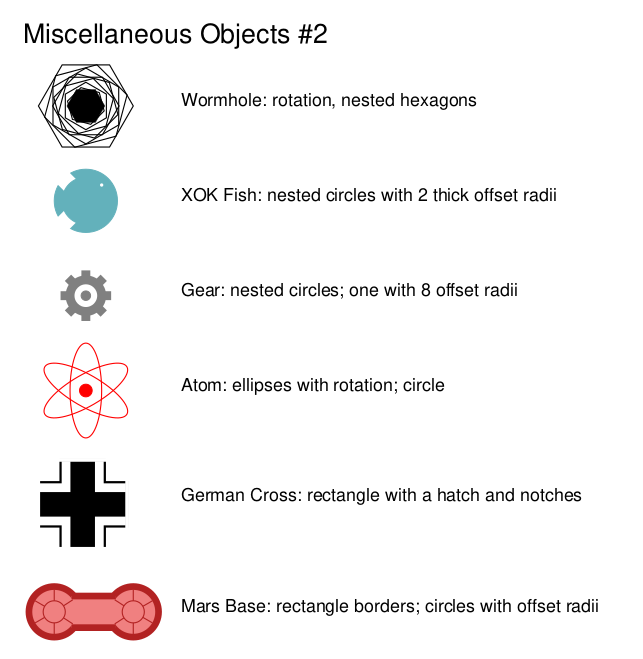 Miscellaneous Objects #2
Wormhole: rotation, nested hexagons
XOK Fish: nested circles with 2 thick offset radii
Gear: nested circles; one with 8 offset radii
Atom: ellipses with rotation; circle
German Cross: rectangle with a hatch and notches
Mars Base: rectangle borders; circles with offset radii